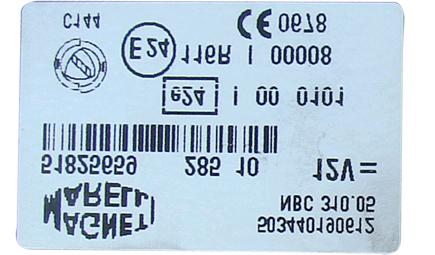 MAGNETI 503440190612
MARELLI NBC 310.05
51825659 285 10 12V=
e24 I 00 0101
E24 116R I 00008
C144 CE 0678